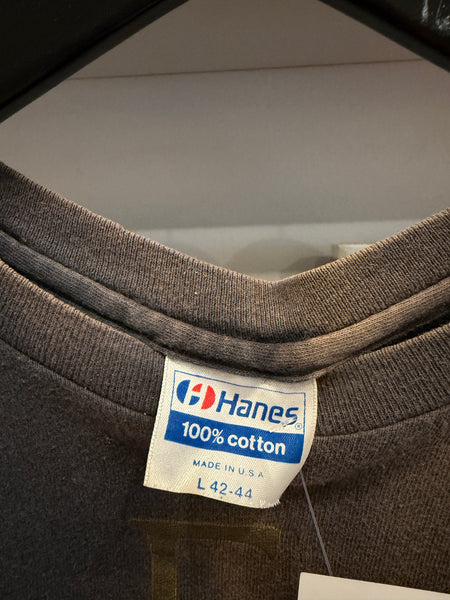 Hanes®
100% cotton
MADE IN U.S.A
L 42-44